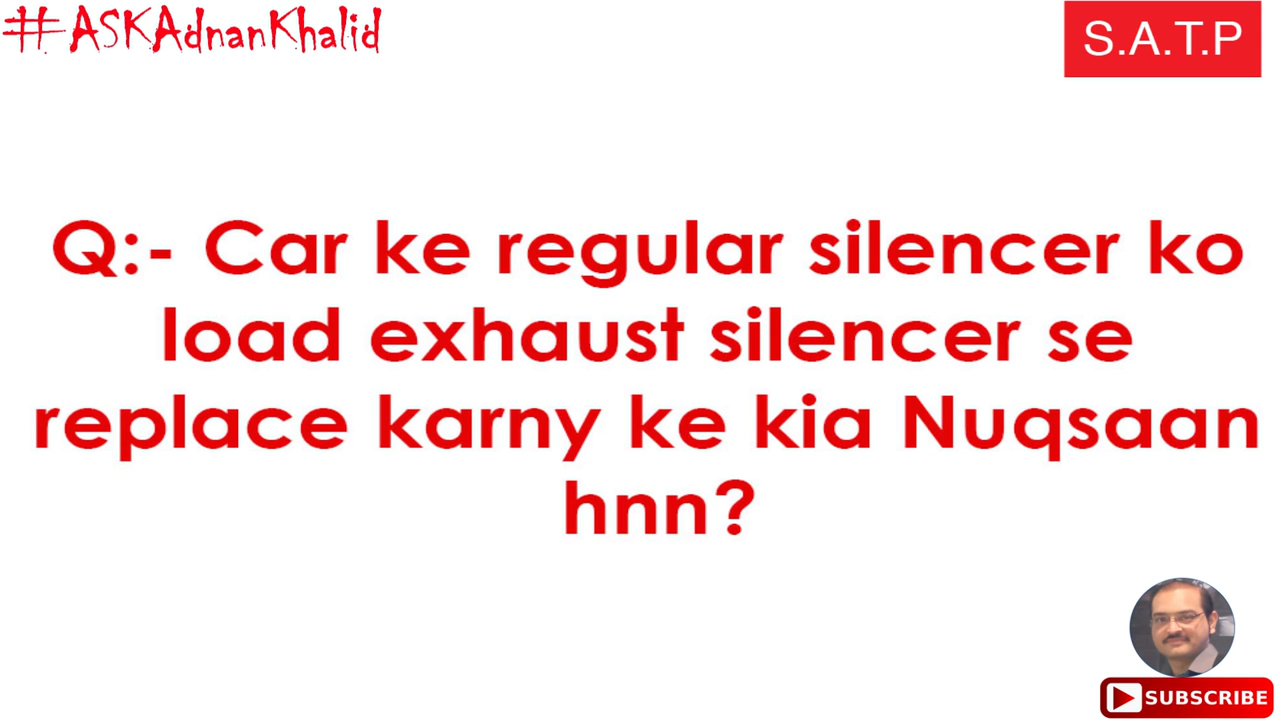 #ASKAdnanKhalid
S.A.T.P
Q:- Car ke regular silencer ko
load exhaust silencer se
replace karny ke kia Nuqsaan
hnn?
SUBSCRIBE